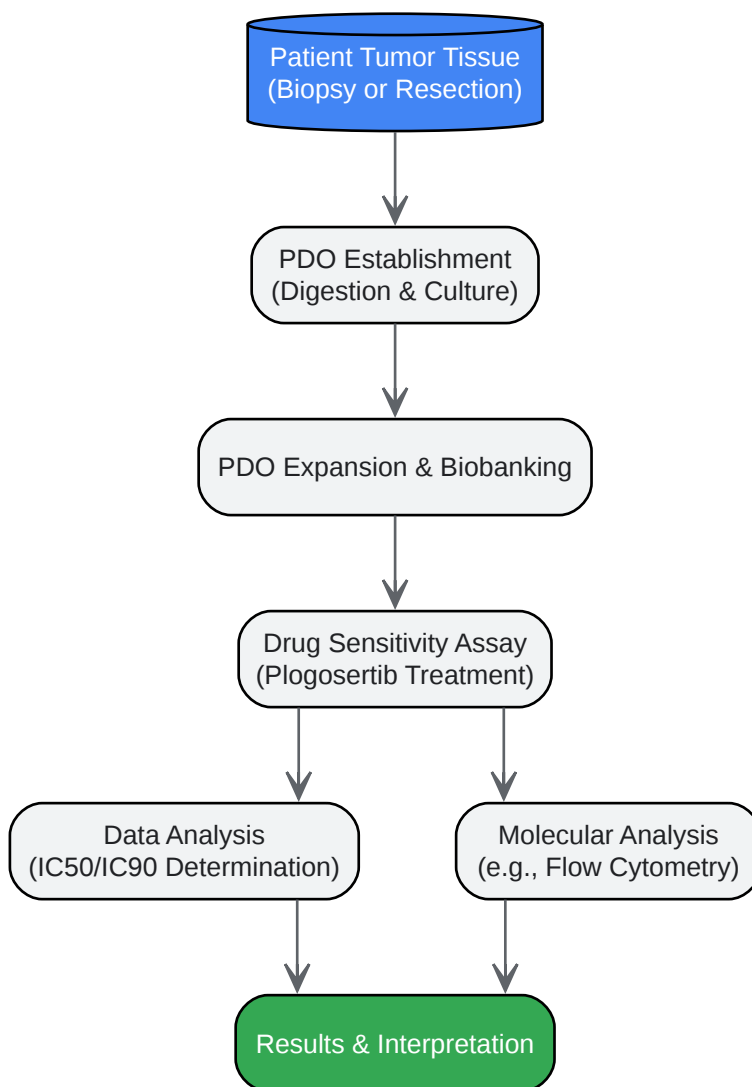 Patient Tumor Tissue
(Biopsy or Resection)
PDO Establishment
(Digestion & Culture)
PDO Expansion & Biobanking
Drug Sensitivity Assay
(Plogosertib Treatment)
Data Analysis
(IC50/IC90 Determination)
Molecular Analysis
(e.g., Flow Cytometry)
Results & Interpretation